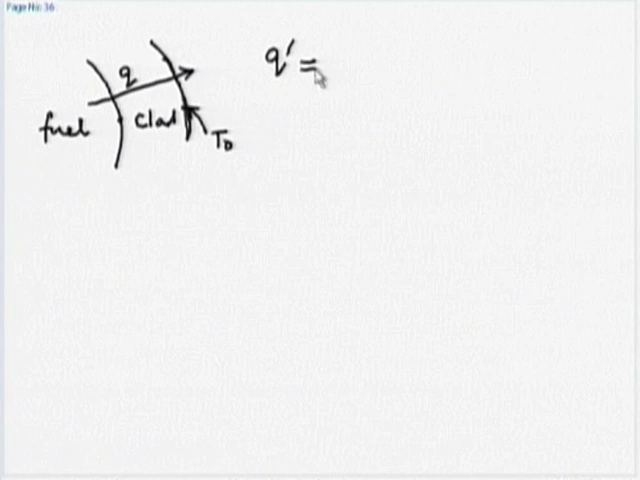 Page No: 36
q
q' =
fuel
Clad
T₀